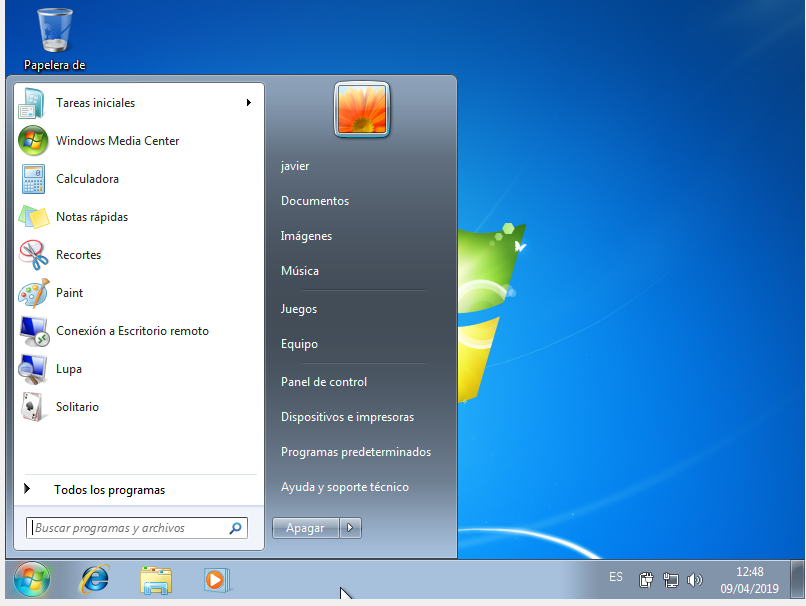 Papelera de
Tareas iniciales
Windows Media Center
Calculadora
Notas rápidas
Recortes
Paint
Conexión a Escritorio remoto
Lupa
Solitario
Todos los programas
Buscar programas y archivos
javier
Documentos
Imágenes
Música
Juegos
Equipo
Panel de control
Dispositivos e impresoras
Programas predeterminados
Ayuda y soporte técnico
Apagar
ES
12:48
09/04/2019